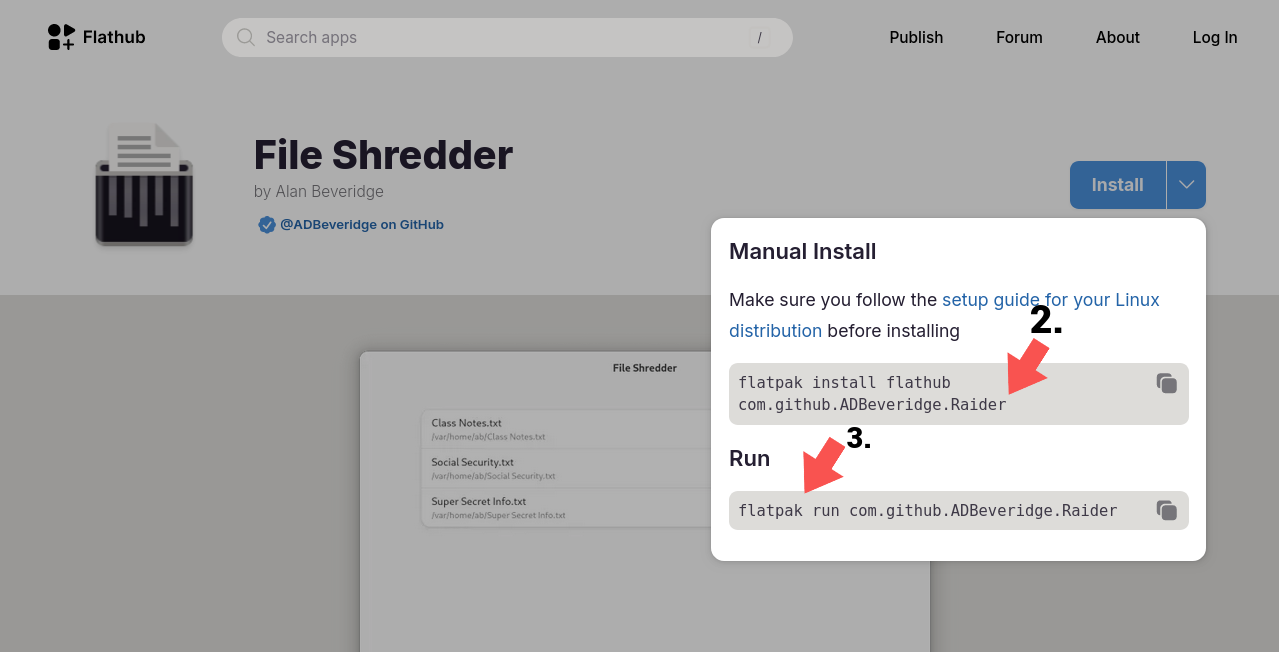 Flathub
Search apps
/
Publish
Forum
About
Log In
File Shredder
by Alan Beveridge
@ADBeveridge on GitHub
Install
Manual Install
Make sure you follow the setup guide for your Linux
distribution before installing
2.
flatpak install flathub
com.github.ADBeveridge.Raider
3.
Run
flatpak run com.github.ADBeveridge.Raider
File Shredder
Class Notes.txt
/var/home/ab/Class Notes.txt
Social Security.txt
/var/home/ab/Social Security.txt
Super Secret Info.txt
/var/home/ab/Super Secret Info.txt